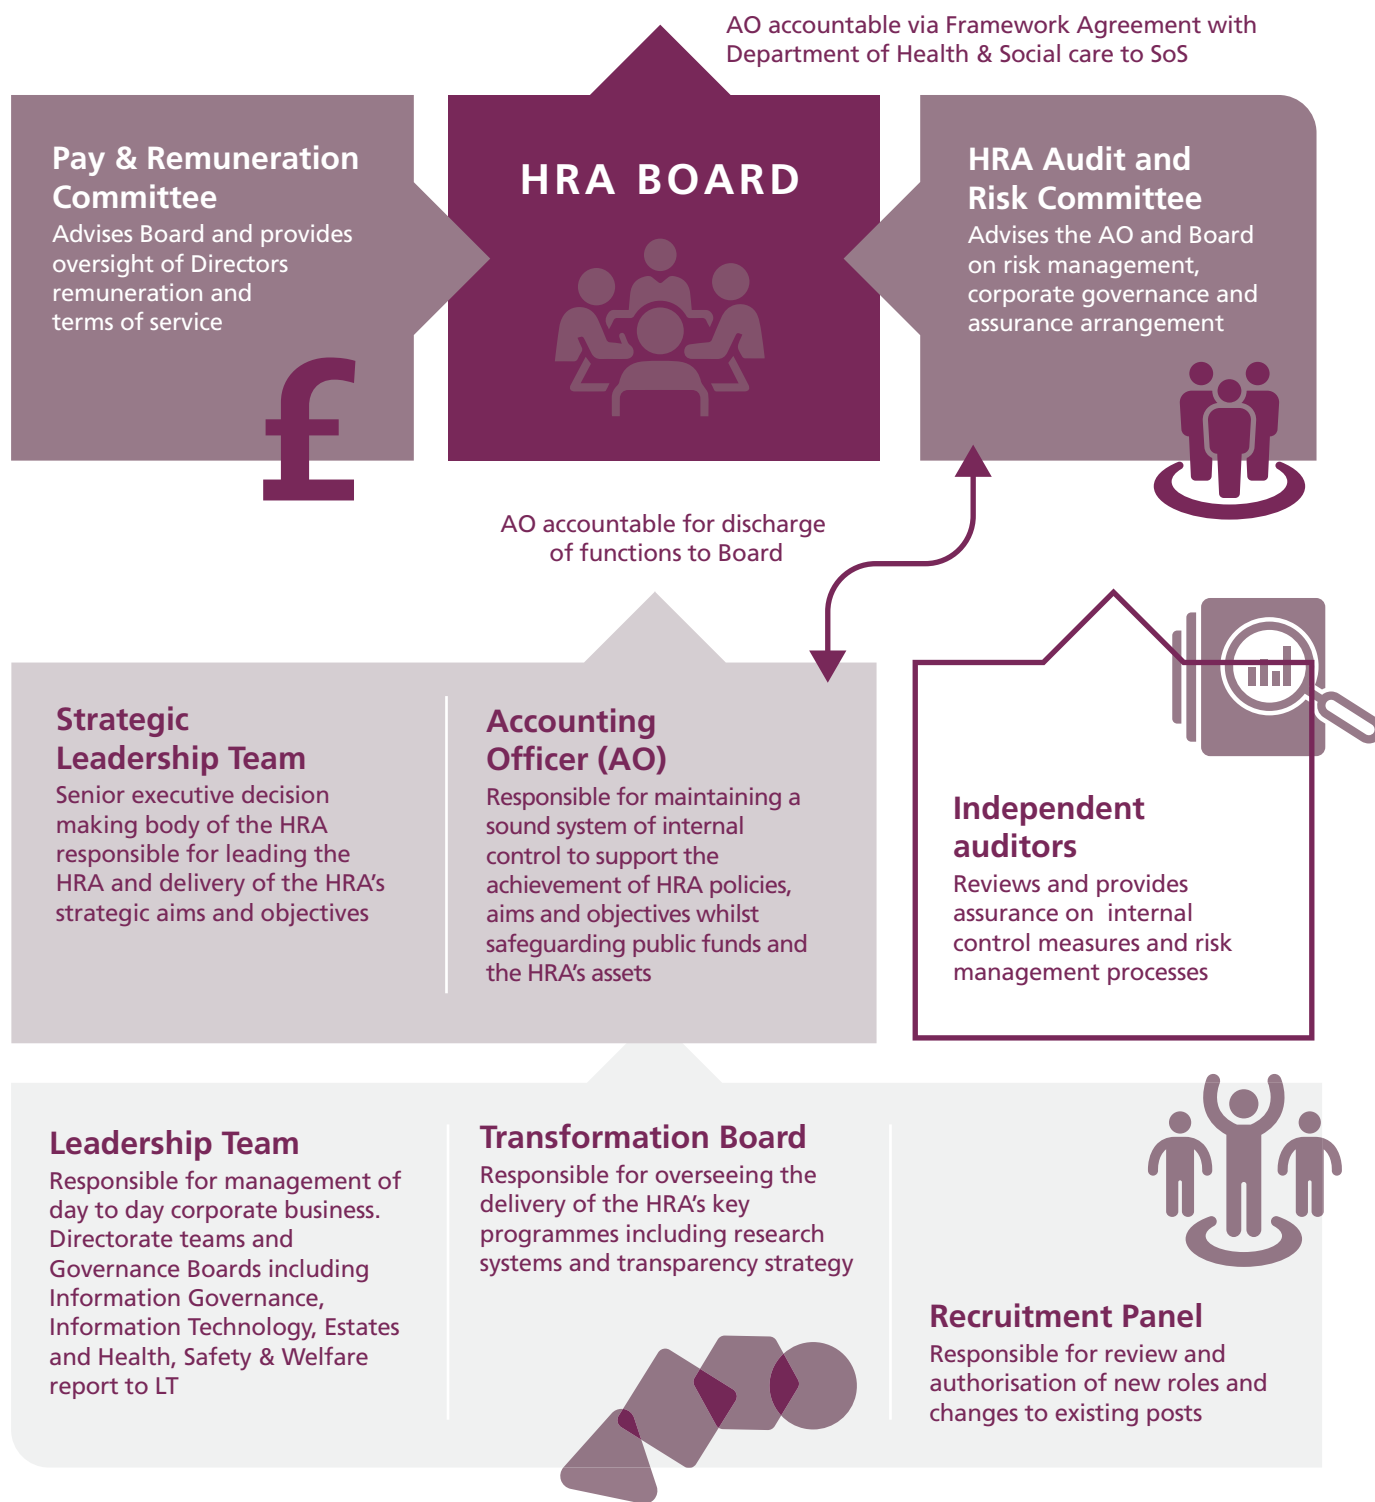 AO accountable via Framework Agreement with
Department of Health & Social care to SoS
Pay & Remuneration
Committee
Advises Board and provides
oversight of Directors
remuneration and
terms of service
£
HRA BOARD
HRA Audit and
Risk Committee
Advises the AO and Board
on risk management,
corporate governance and
assurance arrangement
AO accountable for discharge
of functions to Board
Strategic
Leadership Team
Senior executive decision
making body of the HRA
responsible for leading the
HRA and delivery of the HRA’s
strategic aims and objectives
Accounting
Officer (AO)
Responsible for maintaining a
sound system of internal
control to support the
achievement of HRA policies,
aims and objectives whilst
safeguarding public funds and
the HRA’s assets
Independent
auditors
Reviews and provides
assurance on  internal
control measures and risk
management processes
Leadership Team
Responsible for management of
day to day corporate business.
Directorate teams and
Governance Boards including
Information Governance,
Information Technology, Estates
and Health, Safety & Welfare
report to LT
Transformation Board
Responsible for overseeing the
delivery of the HRA’s key
programmes including research
systems and transparency strategy
Recruitment Panel
Responsible for review and
authorisation of new roles and
changes to existing posts